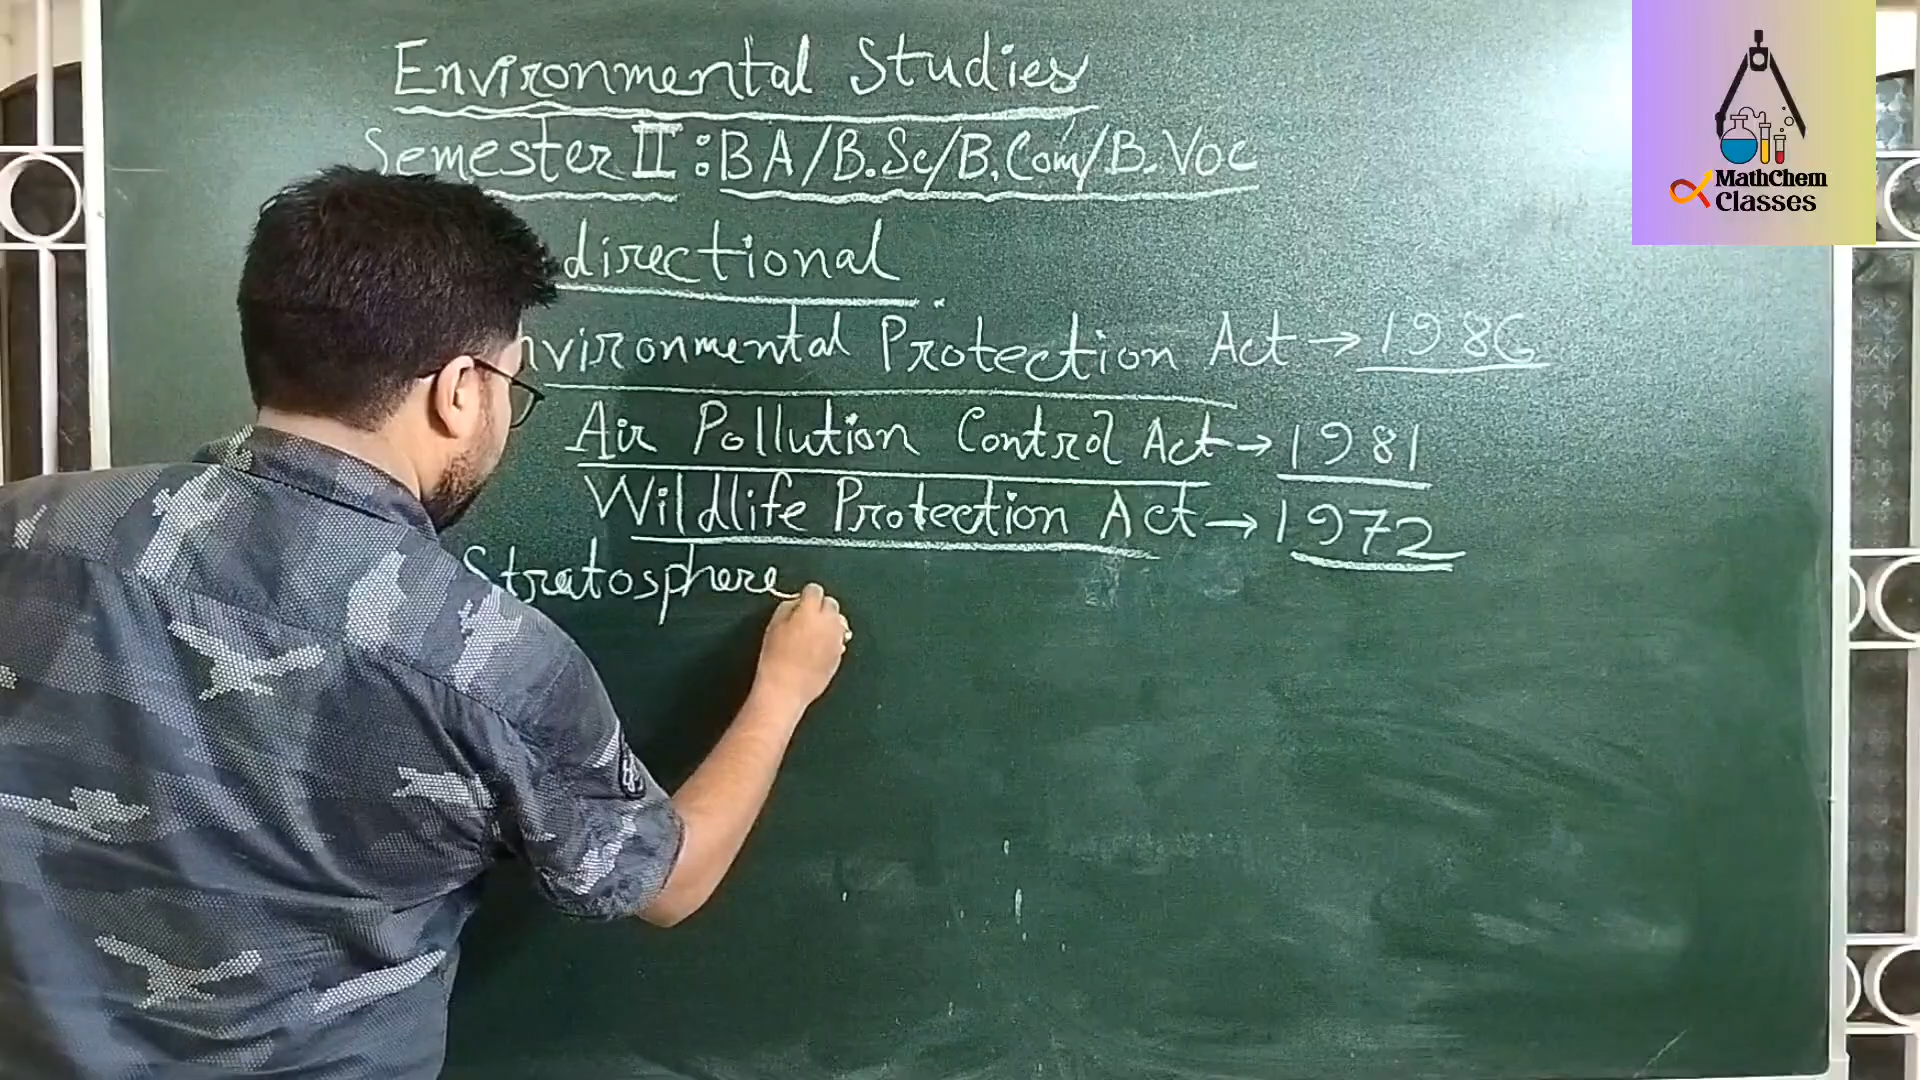 Environmental Studies
Semester II : BA/B.Sc/B.Com/B.Voc
directional
nvironmental Protection Act → 1986
Air Pollution Control Act → 1981
Wildlife Protection Act → 1972
Stratosphere
MathChem
Classes